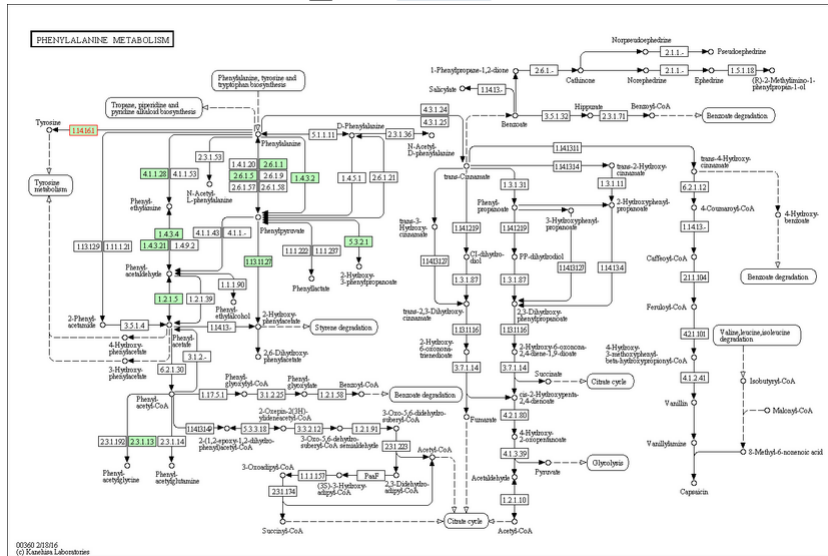 PHENYLALANINE METABOLISM
Phenylalanine, tyrosine and
tryptophan biosynthesis
Tropane, piperidine and
pyridine alkaloid biosynthesis
Norpseudoephedrine
2.1.1.-
Pseudoephedrine
1-Phenylpropane-1,2-dione
2.6.1.-
Cathinone
Norephedrine
2.1.1.-
Ephedrine
1.5.1.18
(R)-2-Methylimino-1-
phenylpropan-1-ol
Salicylate
1.14.13.-
Benzoate
3.5.1.32
Hippurate
2.3.1.71
Benzoyl-CoA
Benzoate degradation
Tyrosine
1.14.16.1
Phenylalanine
5.1.1.11
D-Phenylalanine
2.3.1.36
N-Acetyl-
D-phenylalanine
4.3.1.24
4.3.1.25
Tyrosine
metabolism
4.1.1.28
4.1.1.53
2.3.1.53
N-Acetyl-
L-phenylalanine
1.4.1.20
2.6.1.1
2.6.1.5
2.6.1.9
2.6.1.57
2.6.1.58
1.4.3.2
1.4.5.1
2.6.1.21
trans-Cinnamate
1.14.13.11
1.14.13.14
trans-2-Hydroxy-
cinnamate
trans-4-Hydroxy-
cinnamate
1.3.1.31
1.3.1.11
6.2.1.12
Phenyl-
ethylamine
Phenylpyruvate
Phenyl-
propanoate
2-Hydroxyphenyl-
propanoate
3-Hydroxyphenyl-
propanoate
4-Coumaroyl-CoA
4-Hydroxy-
benzoate
trans-3-
Hydroxy-
cinnamate
1.13.12.9
1.11.1.21
1.4.3.4
1.4.3.21
1.4.9.2
4.1.1.43
4.1.1.-
1.13.11.27
1.1.1.222
1.1.1.237
5.3.2.1
1.14.12.19
1.14.12.19
1.14.13.-
1.14.13.127
CI-dihydro-
diol
PP-dihydrodiol
1.14.13.127
1.14.13.4
Caffeoyl-CoA
Benzoate degradation
Phenyl-
acetaldehyde
Phenyllactate
2-Hydroxy-
3-phenylpropenoate
1.3.1.87
1.3.1.87
2.1.1.104
1.2.1.5
1.2.1.39
1.1.1.90
Phenyl-
ethylalcohol
trans-2,3-Dihydroxy-
cinnamate
2,3-Dihydroxy-
phenylpropanoate
Feruloyl-CoA
2-Phenyl-
acetamide
3.5.1.4
Phenyl-
acetate
1.14.13.-
2-Hydroxy-
phenylacetate
Styrene degradation
1.13.11.16
1.13.11.16
4.2.1.101
Valine, leucine, isoleucine
degradation
4-Hydroxy-
phenylacetate
3-Hydroxy-
phenylacetate
3.1.2.-
6.2.1.30
2,6-Dihydroxy-
phenylacetate
2-Hydroxy-
6-oxonona-
trienedioate
2-Hydroxy-6-oxonona-
2,4-diene-1,9-dioate
4-Hydroxy-
3-methoxyphenyl-
beta-hydroxypropionyl-CoA
3.7.1.14
3.7.1.14
Succinate
Citrate cycle
4.1.2.41
Isobutyryl-CoA
Phenyl-
acetyl-CoA
1.17.5.1
Phenyl-
glyoxylyl-CoA
3.1.2.25
Phenyl-
glyoxylate
1.2.1.58
Benzoyl-CoA
Benzoate degradation
cis-2-Hydroxypenta-
2,4-dienoate
Vanillin
Malonyl-CoA
Fumarate
4.2.1.80
1.14.13.149
2-Oxepin-2(3H)-
ylideneacetyl-CoA
3-Oxo-5,6-didehydro-
suberyl-CoA
5.3.3.18
3.3.2.12
1.2.1.91
2-(1,2-epoxy-1,2-dihydro-
phenyl)acetyl-CoA
3-Oxo-5,6-dehydro-
suberyl-CoA semialdehyde
2.3.1.192
2.3.1.13
2.3.1.14
Phenyl-
acetylglycine
Phenyl-
acetylglutamine
2.3.1.223
Acetyl-CoA
4-Hydroxy-
2-oxopentanoate
Vanillylamine
8-Methyl-6-nonenoic acid
4.1.3.39
Pyruvate
Glycolysis
3-Oxoadipyl-CoA
1.1.1.157
(3S)-3-Hydroxy-
adipyl-CoA
PaaF
2,3-Didehydro-
adipyl-CoA
Acetaldehyde
Capsaicin
2.3.1.174
1.2.1.10
Succinyl-CoA
Citrate cycle
Acetyl-CoA
00360 2/18/16
(c) Kanehisa Laboratories